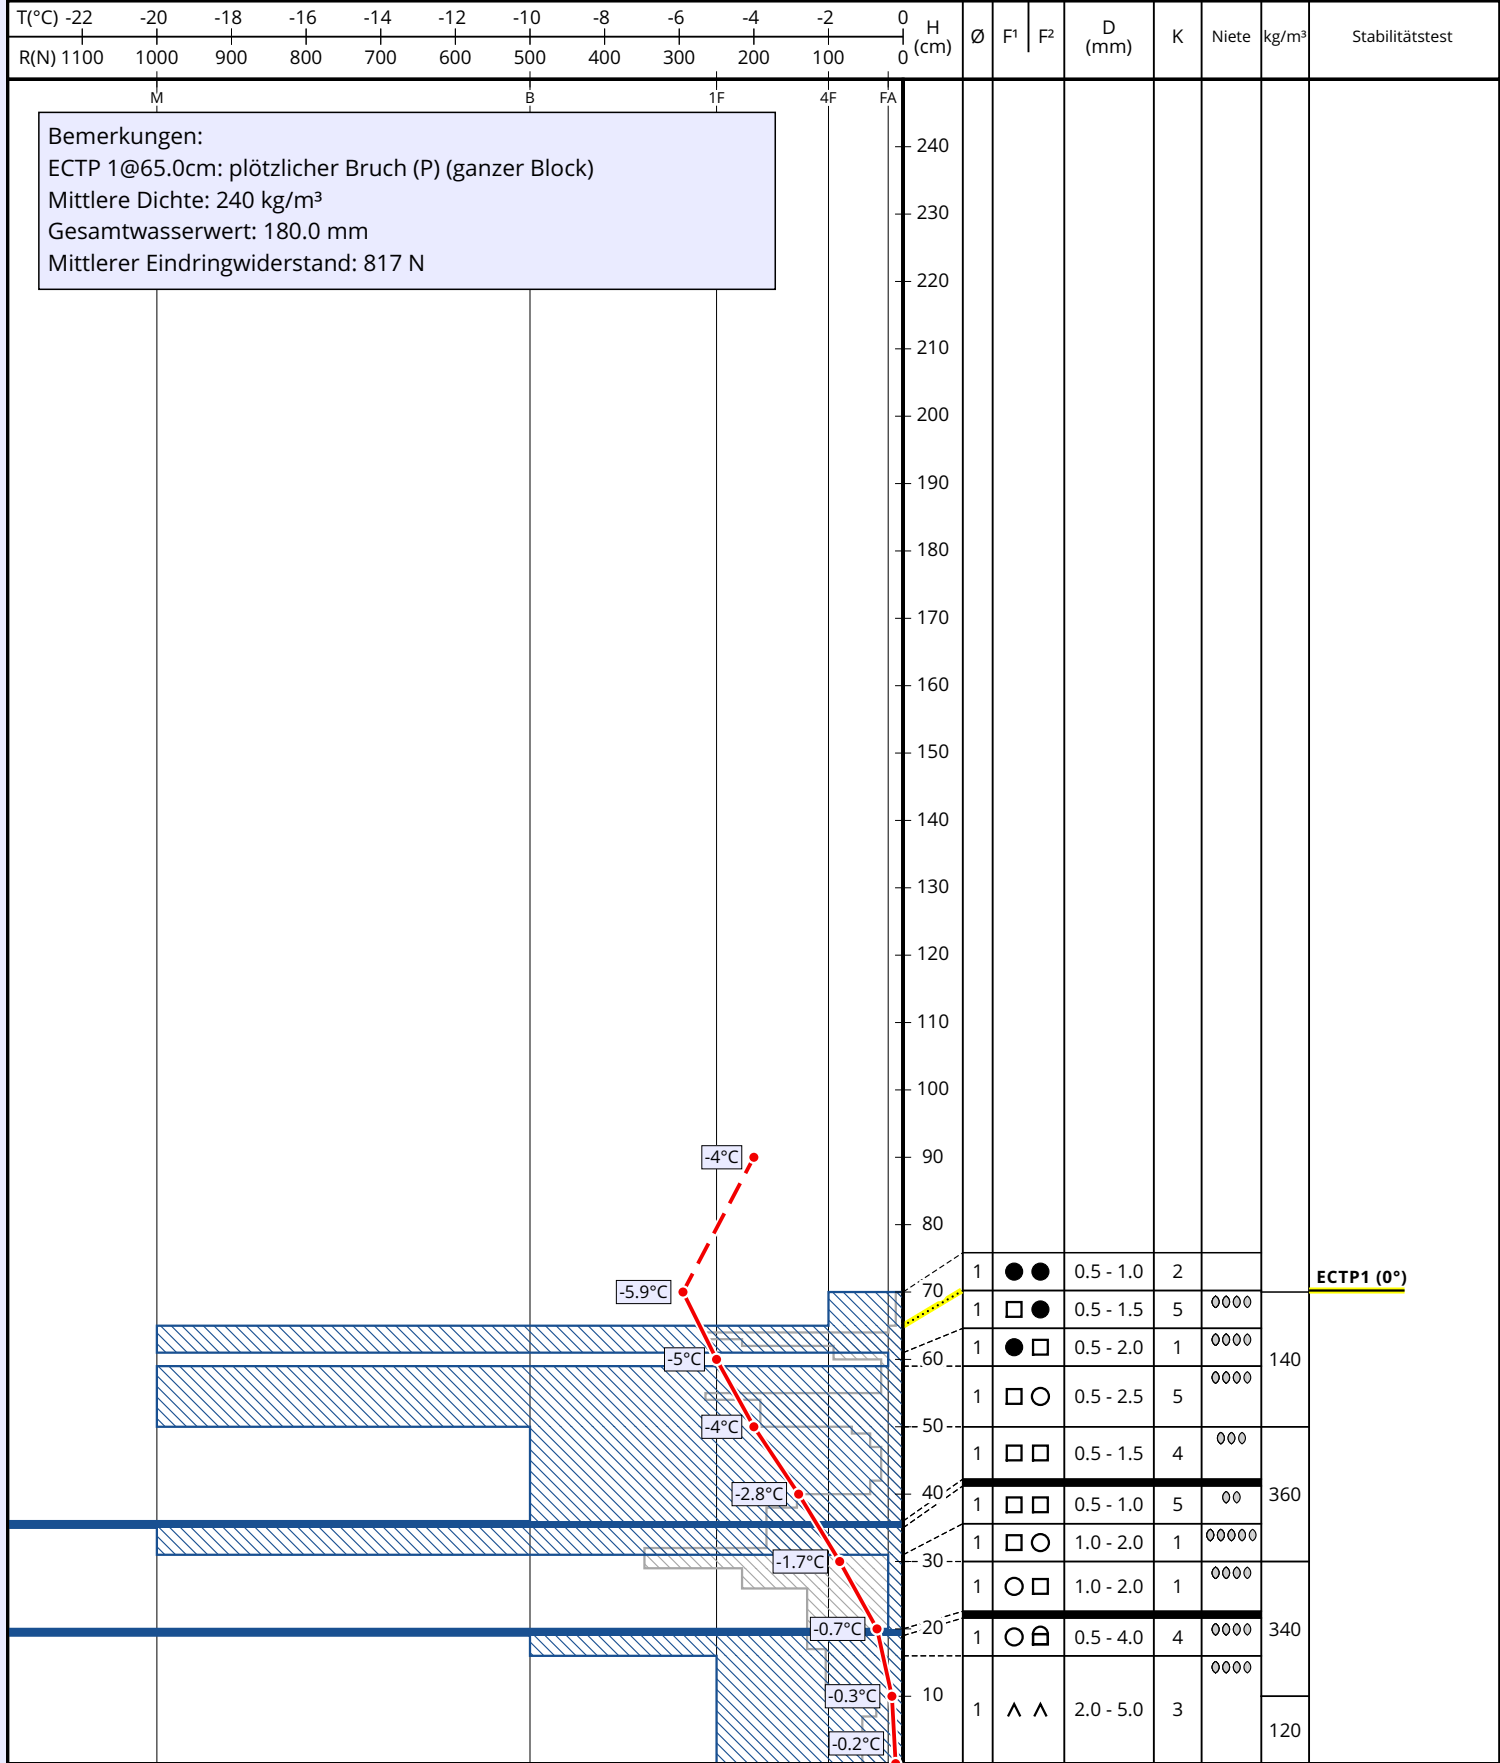 T(°C) -22 -20 -18 -16 -14 -12 -10 -8 -6 -4 -2 0
R(N) 1100 1000 900 800 700 600 500 400 300 200 100 0
H (cm) Ø F¹ F² D (mm) K Niete kg/m³ Stabilitätstest
M B 1F 4F FA
Bemerkungen:
ECTP 1@65.0cm: plötzlicher Bruch (P) (ganzer Block)
Mittlere Dichte: 240 kg/m³
Gesamtwasserwert: 180.0 mm
Mittlerer Eindringwiderstand: 817 N
240
230
220
210
200
190
180
170
160
150
140
130
120
110
100
-4°C 90
80
1 0.5 - 1.0 2
ECTP1 (0°)
-5.9°C 70
1 0.5 - 1.5 5
1 0.5 - 2.0 1
-5°C 60 140
1 0.5 - 2.5 5
-4°C 50
1 0.5 - 1.5 4
-2.8°C 40 360
1 0.5 - 1.0 5
1 1.0 - 2.0 1
-1.7°C 30
1 1.0 - 2.0 1
-0.7°C 20 340
1 0.5 - 4.0 4
-0.3°C 10
1 2.0 - 5.0 3
120
-0.2°C